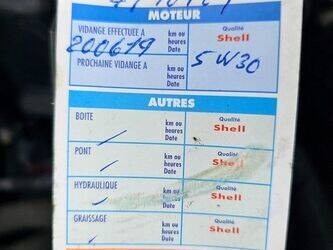 MOTEUR
VIDANGE EFFECTUÉE A km ou heures Date Qualité Shell
200619 5W30
PROCHAINE VIDANGE A km ou heures Date
AUTRES
BOITE km ou heures Date Qualité Shell
PONT km ou heures Date Qualité Shell
HYDRAULIQUE km ou heures Date Qualité Shell
GRAISSAGE km ou heures Date Qualité Shell